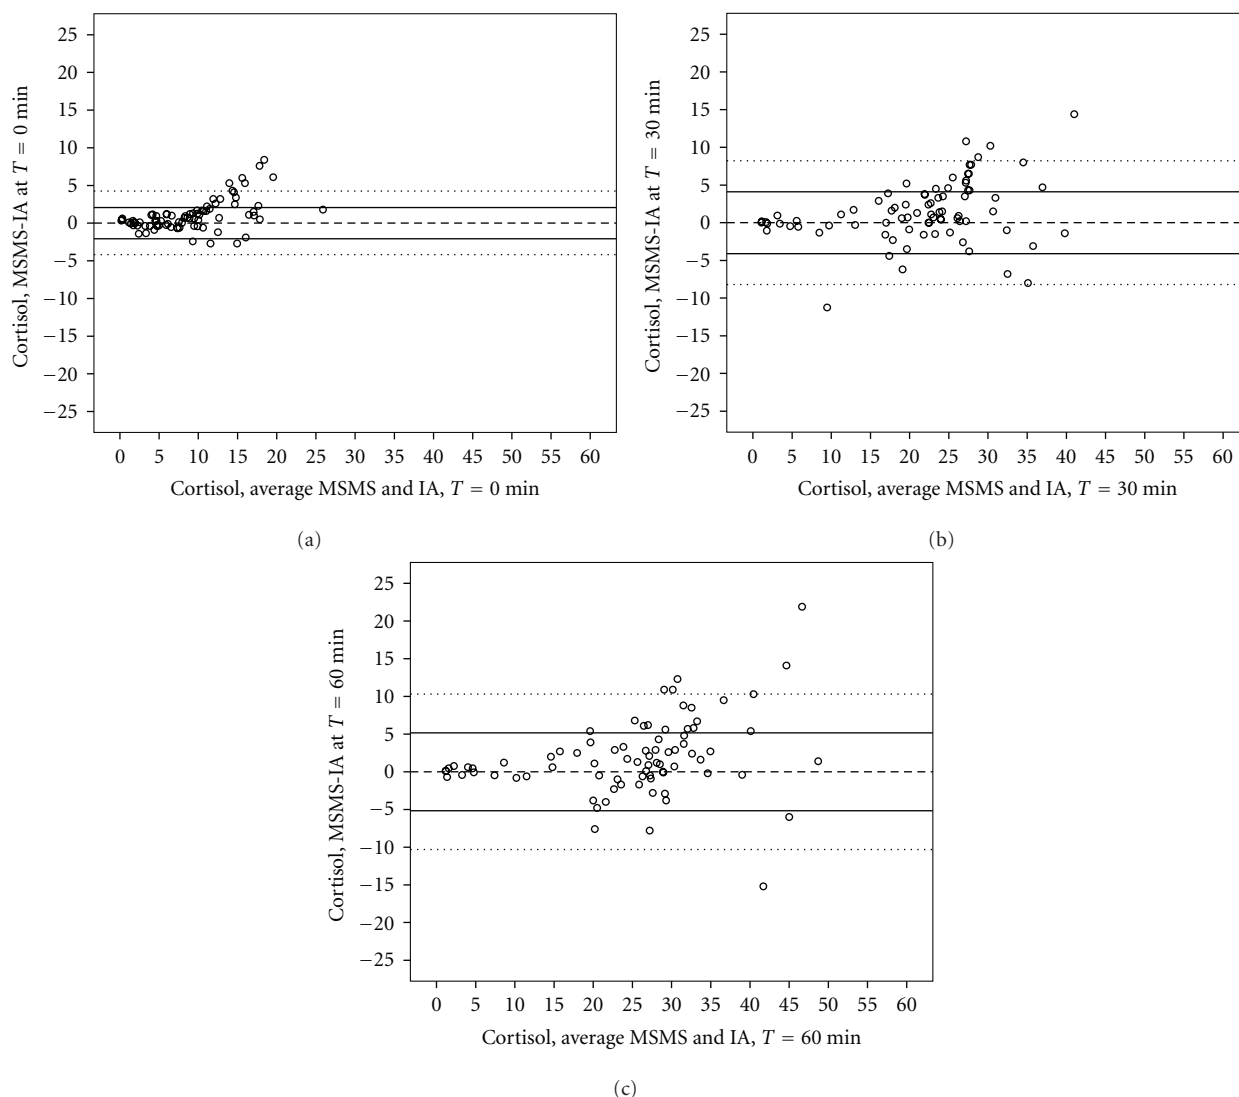 Cortisol, MSMS-IA at T = 0 min
25
20
15
10
5
0
−5
−10
−15
−20
−25
0 5 10 15 20 25 30 35 40 45 50 55 60
Cortisol, average MSMS and IA, T = 0 min
(a)
Cortisol, MSMS-IA at T = 30 min
25
20
15
10
5
0
−5
−10
−15
−20
−25
0 5 10 15 20 25 30 35 40 45 50 55 60
Cortisol, average MSMS and IA, T = 30 min
(b)
Cortisol, MSMS-IA at T = 60 min
25
20
15
10
5
0
−5
−10
−15
−20
−25
0 5 10 15 20 25 30 35 40 45 50 55 60
Cortisol, average MSMS and IA, T = 60 min
(c)